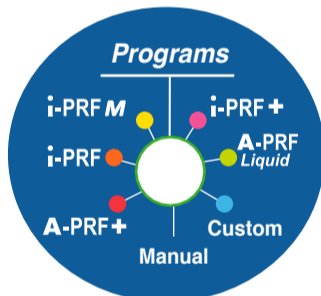 Programs
i-PRF M
i-PRF+
i-PRF
A-PRF
Liquid
A-PRF+
Custom
Manual